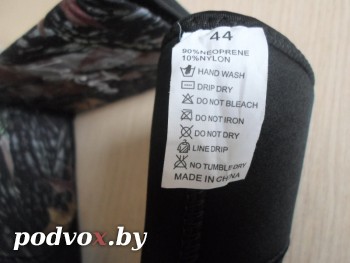 44
90%NEOPRENE
10%NYLON
HAND WASH
DRIP DRY
DO NOT BLEACH
DO NOT IRON
DO NOT DRY
LINE DRIP
NO TUMBLE DRY
MADE IN CHINA
podvox.by